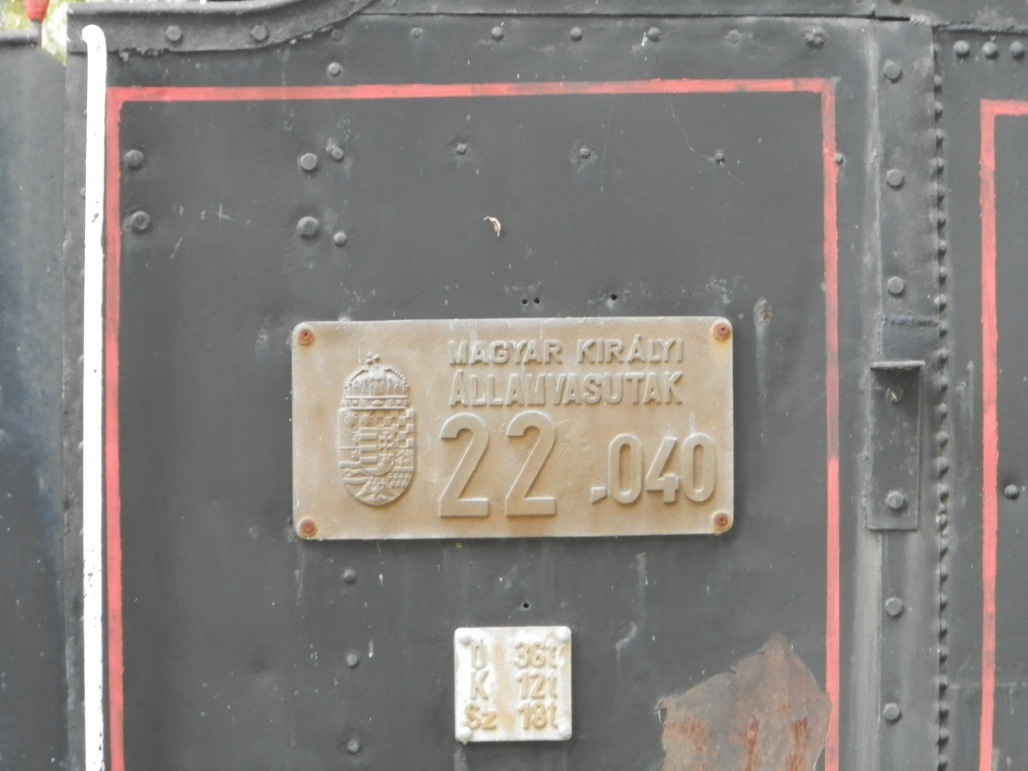 MAGYAR KIRÁLYI
ÁLLAMVASUTAK
22.040
Ü 36t
K 12t
Sz 18t